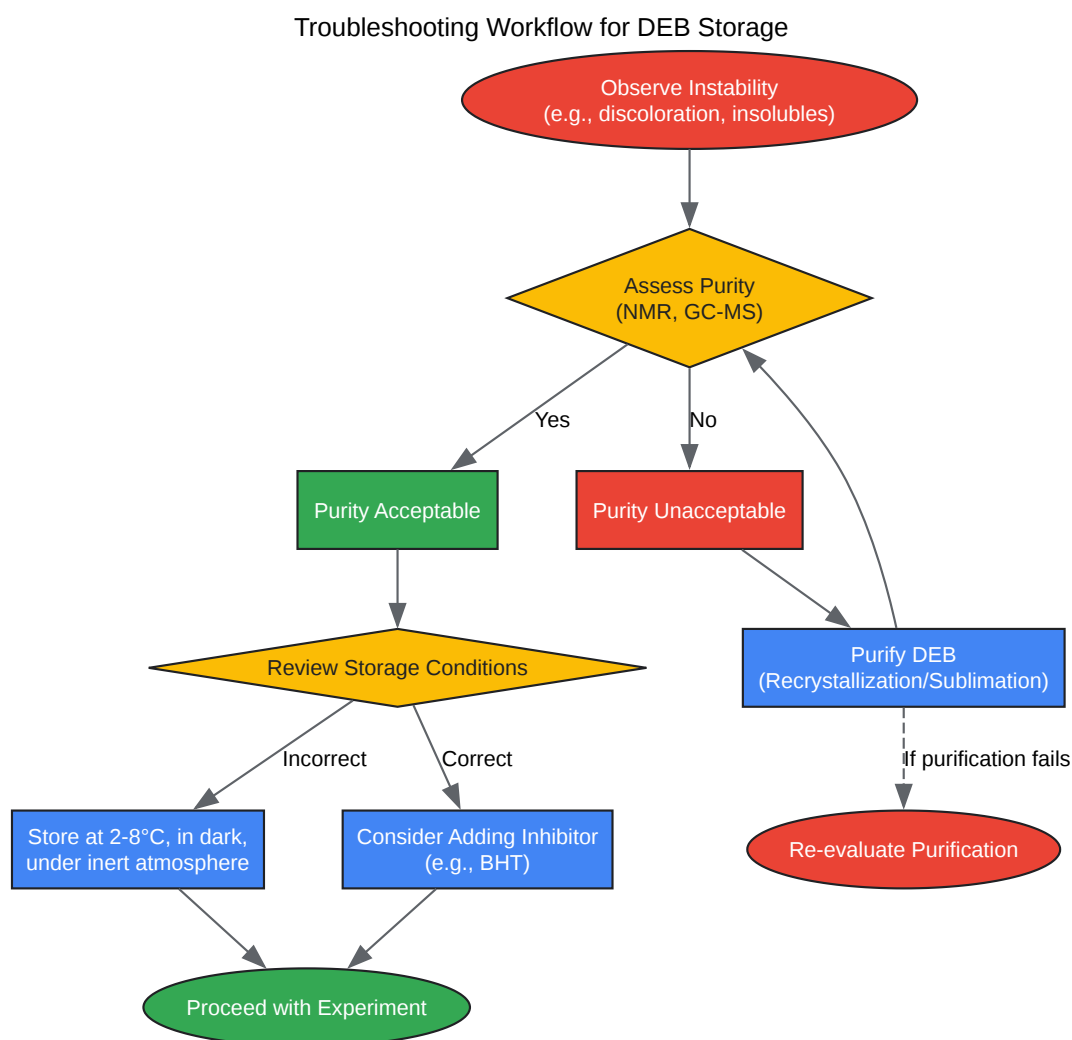 Troubleshooting Workflow for DEB Storage
Observe Instability
(e.g., discoloration, insolubles)
Assess Purity
(NMR, GC-MS)
Yes
No
Purity Acceptable
Purity Unacceptable
Review Storage Conditions
Purify DEB
(Recrystallization/Sublimation)
Incorrect
Correct
If purification fails
Store at 2-8°C, in dark,
under inert atmosphere
Consider Adding Inhibitor
(e.g., BHT)
Re-evaluate Purification
Proceed with Experiment